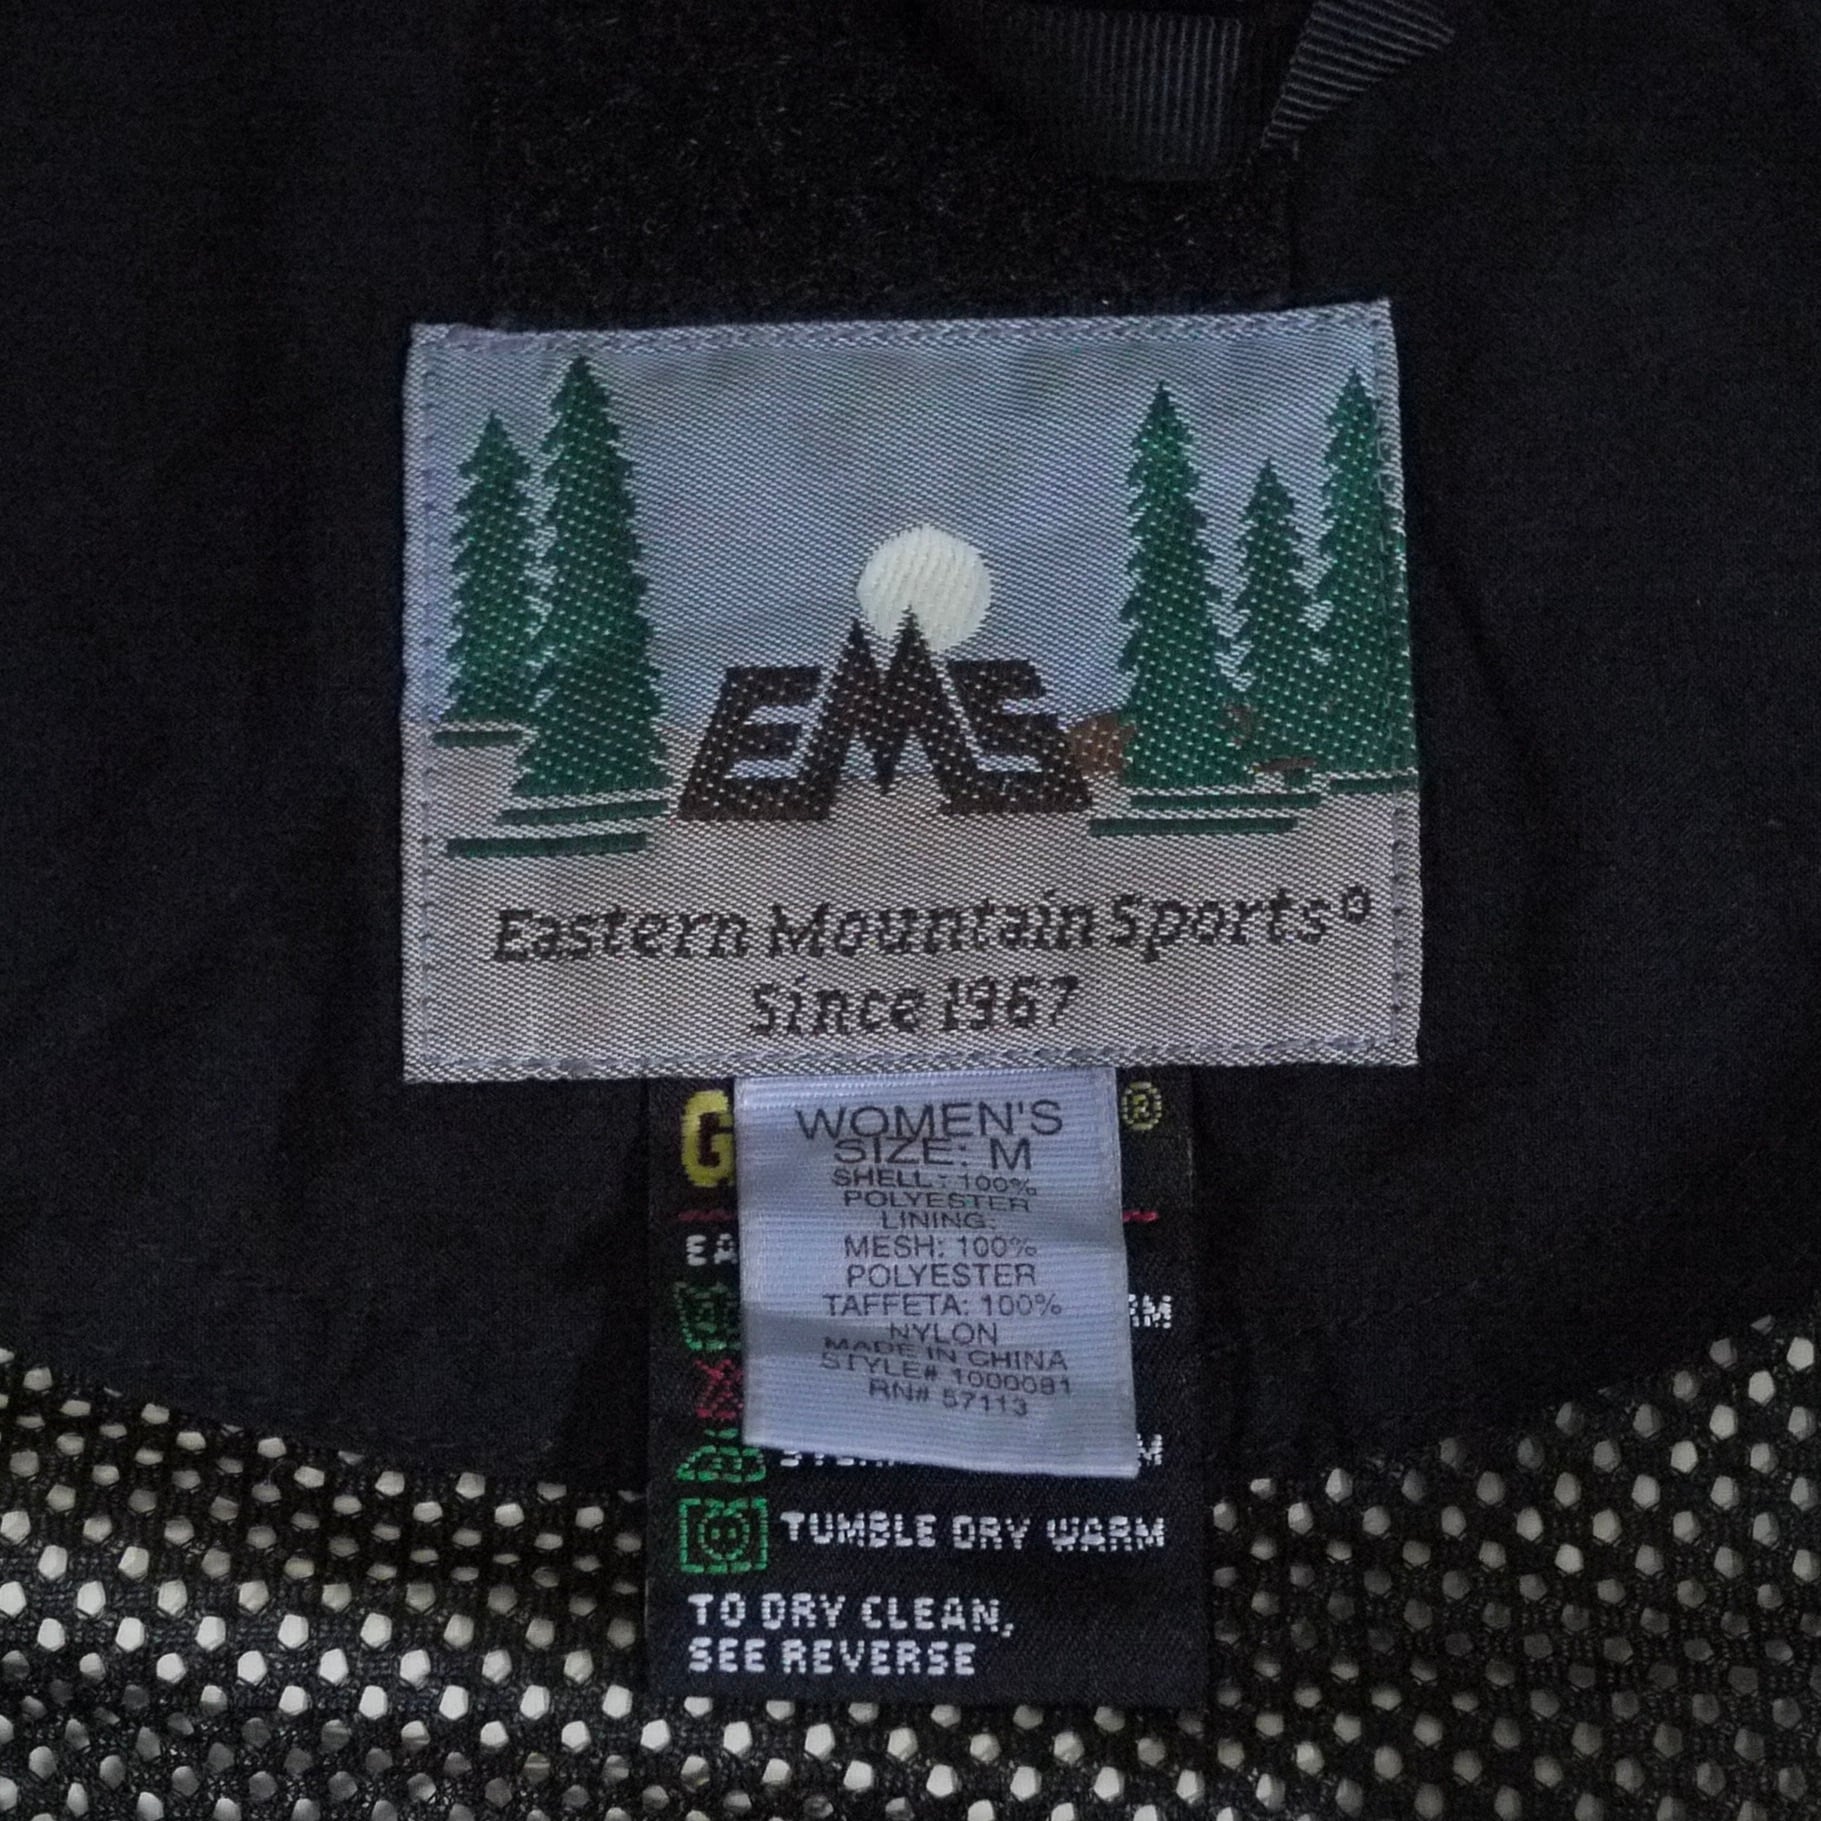 EMS
Eastern Mountain Sports®
Since 1967
G ®
WOMEN'S
SIZE: M
SHELL: 100%
POLYESTER
LINING:
MESH: 100%
POLYESTER
TAFFETA: 100%
NYLON
MADE IN CHINA
STYLE# 1000081
RN# 57113
TUMBLE DRY WARM
TO DRY CLEAN,
SEE REVERSE